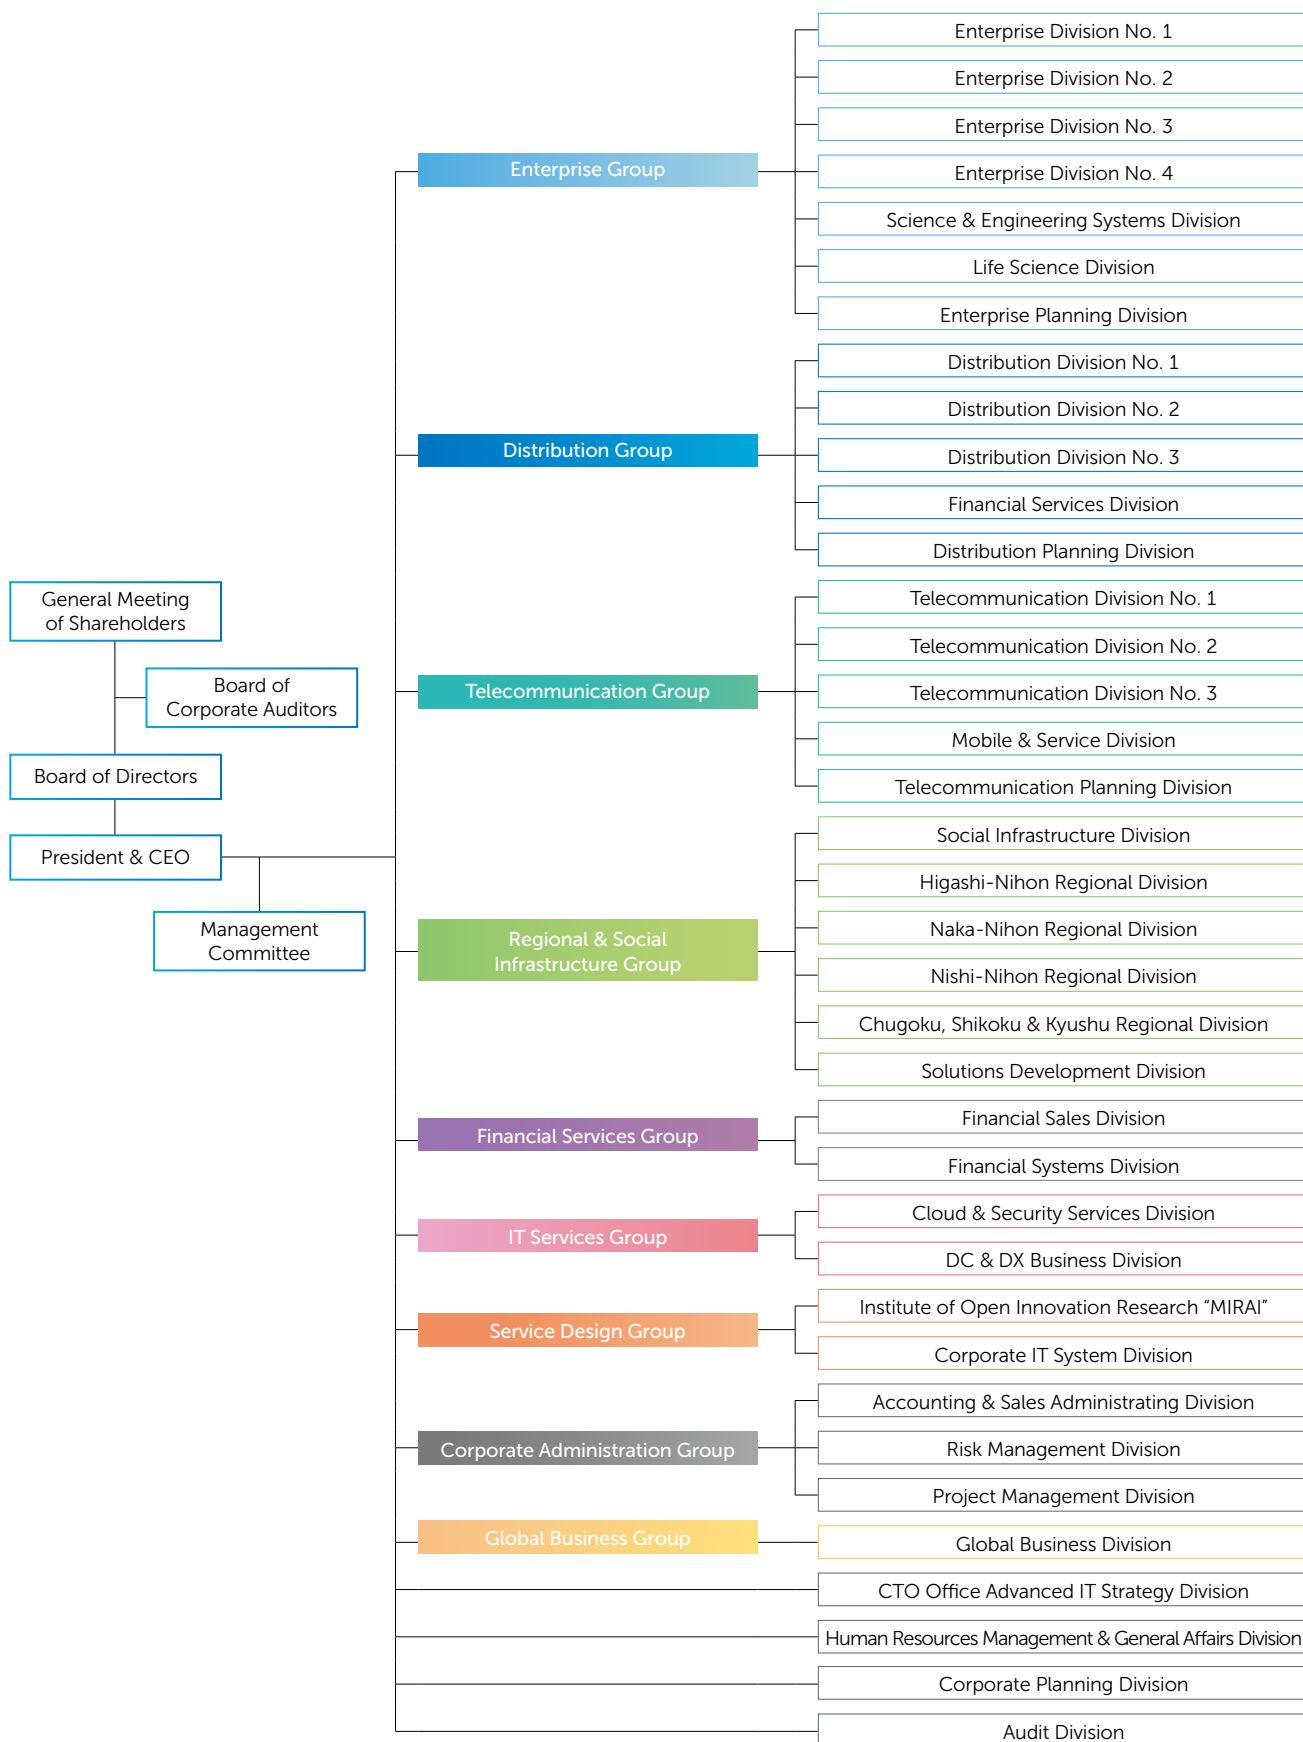 General Meeting
of Shareholders
Board of
Corporate Auditors
Board of Directors
President & CEO
Management
Committee
Enterprise Group
Enterprise Division No. 1
Enterprise Division No. 2
Enterprise Division No. 3
Enterprise Division No. 4
Science & Engineering Systems Division
Life Science Division
Enterprise Planning Division
Distribution Group
Distribution Division No. 1
Distribution Division No. 2
Distribution Division No. 3
Financial Services Division
Distribution Planning Division
Telecommunication Group
Telecommunication Division No. 1
Telecommunication Division No. 2
Telecommunication Division No. 3
Mobile & Service Division
Telecommunication Planning Division
Regional & Social
Infrastructure Group
Social Infrastructure Division
Higashi-Nihon Regional Division
Naka-Nihon Regional Division
Nishi-Nihon Regional Division
Chugoku, Shikoku & Kyushu Regional Division
Solutions Development Division
Financial Services Group
Financial Sales Division
Financial Systems Division
IT Services Group
Cloud & Security Services Division
DC & DX Business Division
Service Design Group
Institute of Open Innovation Research “MIRAI”
Corporate IT System Division
Corporate Administration Group
Accounting & Sales Administrating Division
Risk Management Division
Project Management Division
Global Business Group
Global Business Division
CTO Office Advanced IT Strategy Division
Human Resources Management & General Affairs Division
Corporate Planning Division
Audit Division